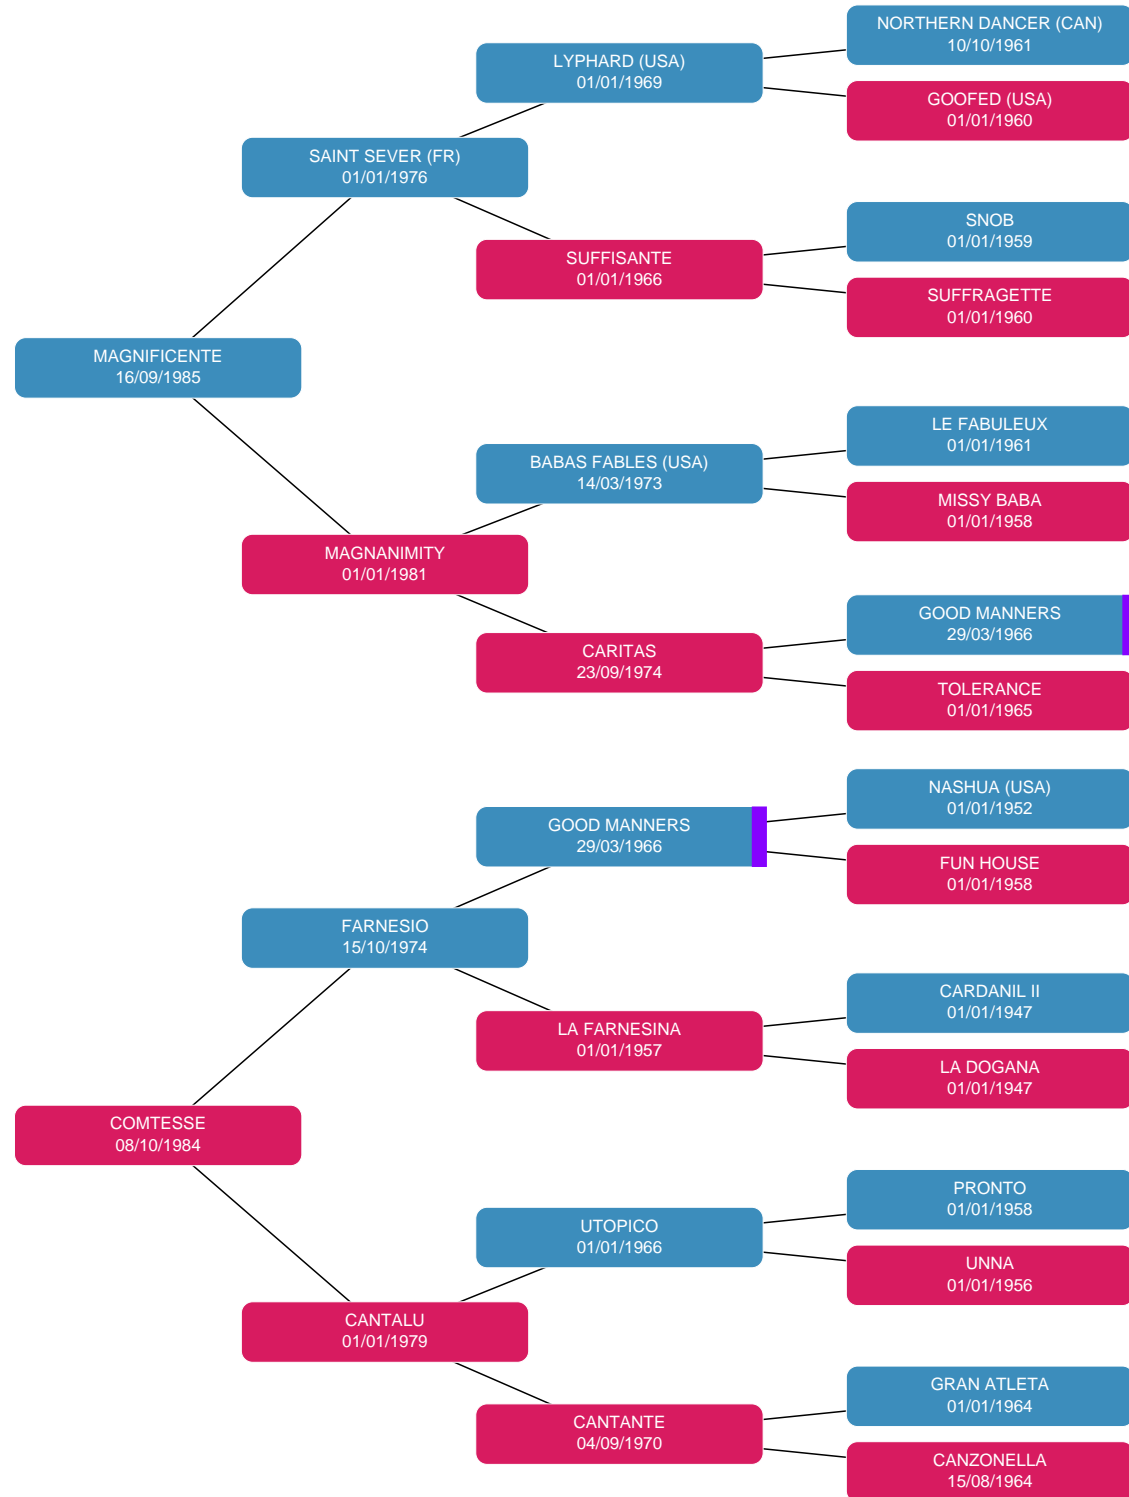 NORTHERN DANCER (CAN)
10/10/1961
LYPHARD (USA)
01/01/1969
GOOFED (USA)
01/01/1960
SAINT SEVER (FR)
01/01/1976
SNOB
01/01/1959
SUFFISANTE
01/01/1966
SUFFRAGETTE
01/01/1960
MAGNIFICENTE
16/09/1985
LE FABULEUX
01/01/1961
BABAS FABLES (USA)
14/03/1973
MISSY BABA
01/01/1958
MAGNANIMITY
01/01/1981
GOOD MANNERS
29/03/1966
CARITAS
23/09/1974
TOLERANCE
01/01/1965
NASHUA (USA)
01/01/1952
GOOD MANNERS
29/03/1966
FUN HOUSE
01/01/1958
FARNESIO
15/10/1974
CARDANIL II
01/01/1947
LA FARNESINA
01/01/1957
LA DOGANA
01/01/1947
COMTESSE
08/10/1984
PRONTO
01/01/1958
UTOPICO
01/01/1966
UNNA
01/01/1956
CANTALU
01/01/1979
GRAN ATLETA
01/01/1964
CANTANTE
04/09/1970
CANZONELLA
15/08/1964